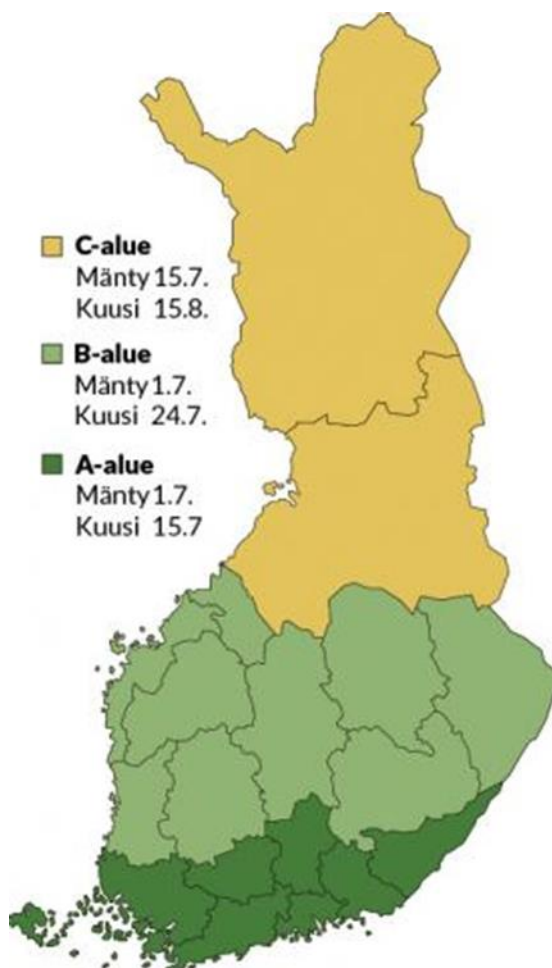 C-alue
Mänty 15.7.
Kuusi 15.8.
B-alue
Mänty 1.7.
Kuusi 24.7.
A-alue
Mänty 1.7.
Kuusi 15.7